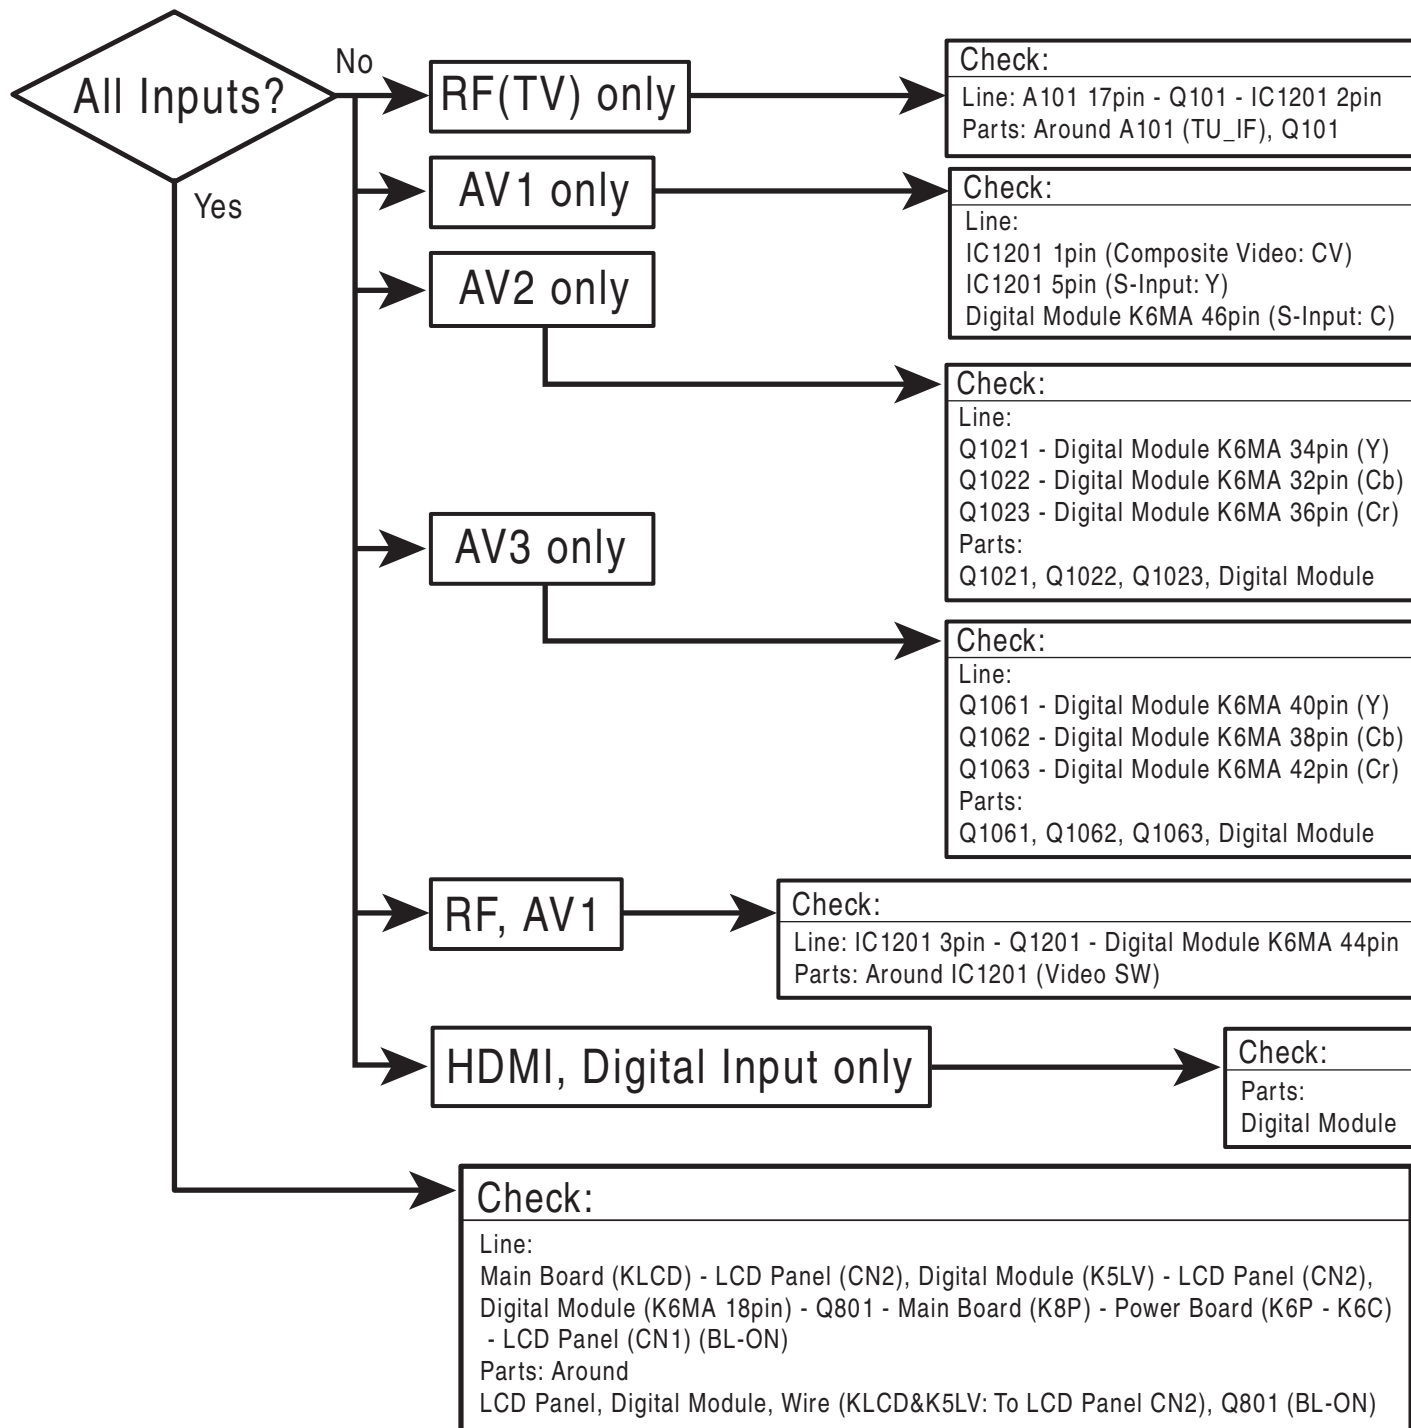 All Inputs?
No
Yes
RF(TV) only
Check:
Line: A101 17pin - Q101 - IC1201 2pin
Parts: Around A101 (TU_IF), Q101
AV1 only
Check:
Line:
IC1201 1pin (Composite Video: CV)
IC1201 5pin (S-Input: Y)
Digital Module K6MA 46pin (S-Input: C)
AV2 only
Check:
Line:
Q1021 - Digital Module K6MA 34pin (Y)
Q1022 - Digital Module K6MA 32pin (Cb)
Q1023 - Digital Module K6MA 36pin (Cr)
Parts:
Q1021, Q1022, Q1023, Digital Module
AV3 only
Check:
Line:
Q1061 - Digital Module K6MA 40pin (Y)
Q1062 - Digital Module K6MA 38pin (Cb)
Q1063 - Digital Module K6MA 42pin (Cr)
Parts:
Q1061, Q1062, Q1063, Digital Module
RF, AV1
Check:
Line: IC1201 3pin - Q1201 - Digital Module K6MA 44pin
Parts: Around IC1201 (Video SW)
HDMI, Digital Input only
Check:
Parts:
Digital Module
Check:
Line:
Main Board (KLCD) - LCD Panel (CN2), Digital Module (K5LV) - LCD Panel (CN2),
Digital Module (K6MA 18pin) - Q801 - Main Board (K8P) - Power Board (K6P - K6C)
- LCD Panel (CN1) (BL-ON)
Parts: Around
LCD Panel, Digital Module, Wire (KLCD&K5LV: To LCD Panel CN2), Q801 (BL-ON)